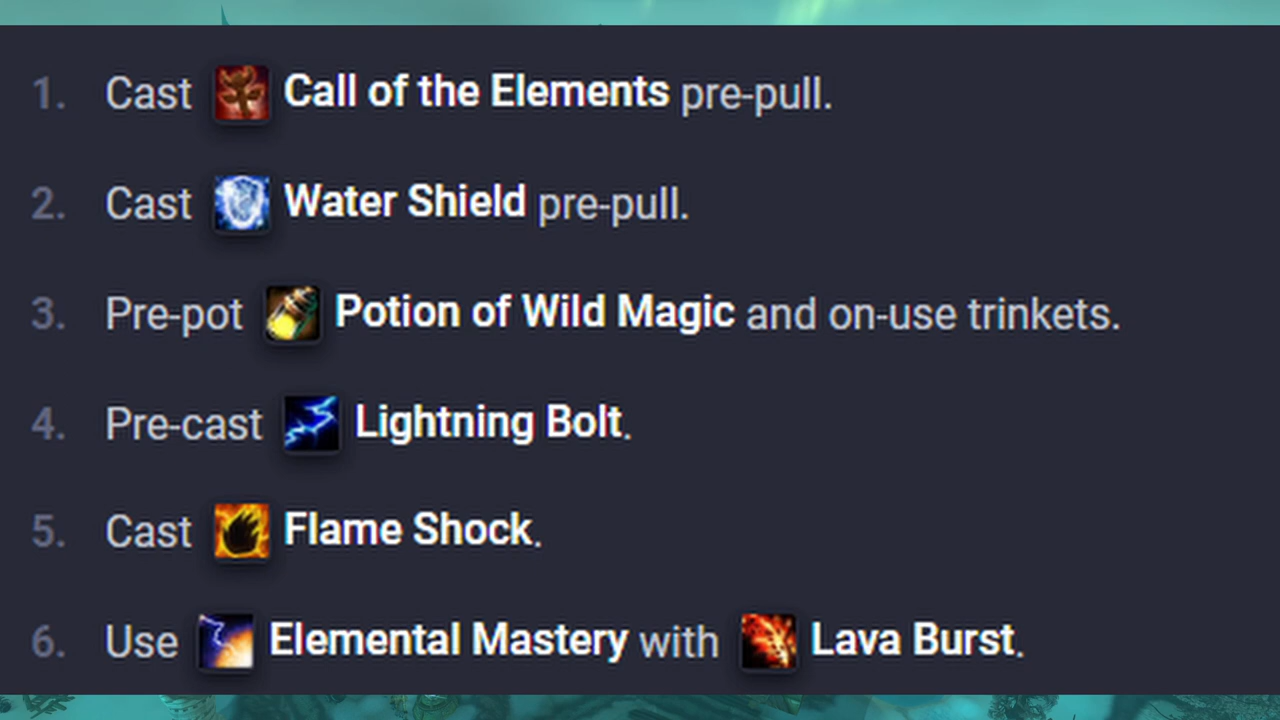 1. Cast Call of the Elements pre-pull.
2. Cast Water Shield pre-pull.
3. Pre-pot Potion of Wild Magic and on-use trinkets.
4. Pre-cast Lightning Bolt.
5. Cast Flame Shock.
6. Use Elemental Mastery with Lava Burst.